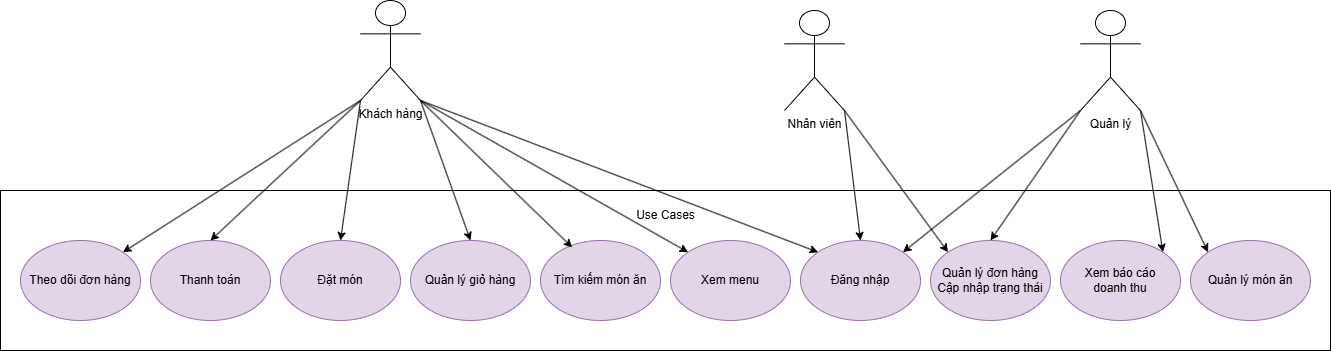 Khách hàng
Nhân viên
Quản lý
Use Cases
Theo dõi đơn hàng
Thanh toán
Đặt món
Quản lý giỏ hàng
Tìm kiếm món ăn
Xem menu
Đăng nhập
Quản lý đơn hàng
Cập nhập trạng thái
Xem báo cáo
doanh thu
Quản lý món ăn